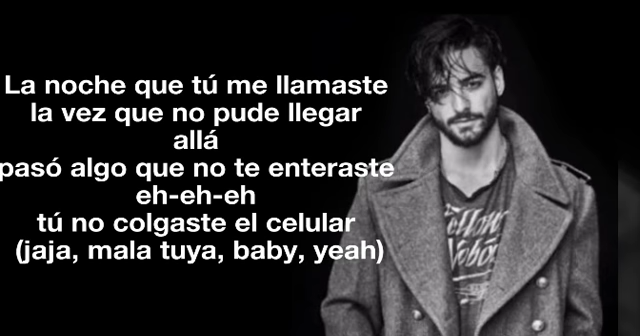 La noche que tú me llamaste
la vez que no pude llegar
allá
pasó algo que no te enteraste
eh-eh-eh
tú no colgaste el celular
(jaja, mala tuya, baby, yeah)